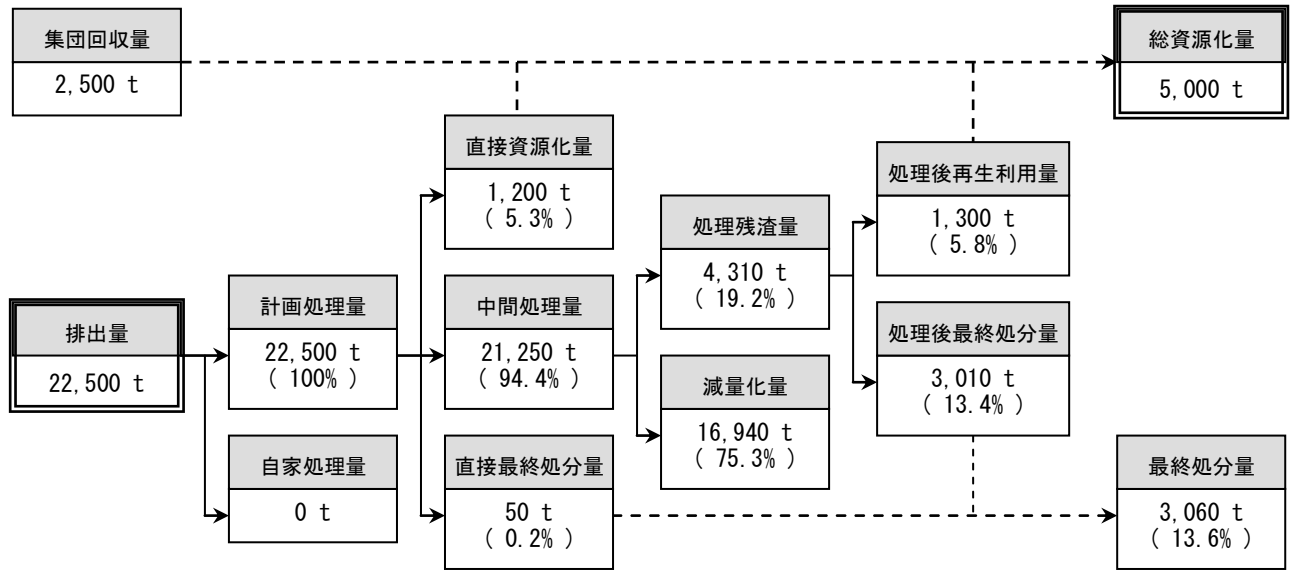 集団回収量
2,500 t
総資源化量
5,000 t
直接資源化量
1,200 t
( 5.3% )
処理後再生利用量
1,300 t
( 5.8% )
処理残渣量
4,310 t
( 19.2% )
排出量
22,500 t
計画処理量
22,500 t
( 100% )
中間処理量
21,250 t
( 94.4% )
処理後最終処分量
3,010 t
( 13.4% )
減量化量
16,940 t
( 75.3% )
自家処理量
0 t
直接最終処分量
50 t
( 0.2% )
最終処分量
3,060 t
( 13.6% )